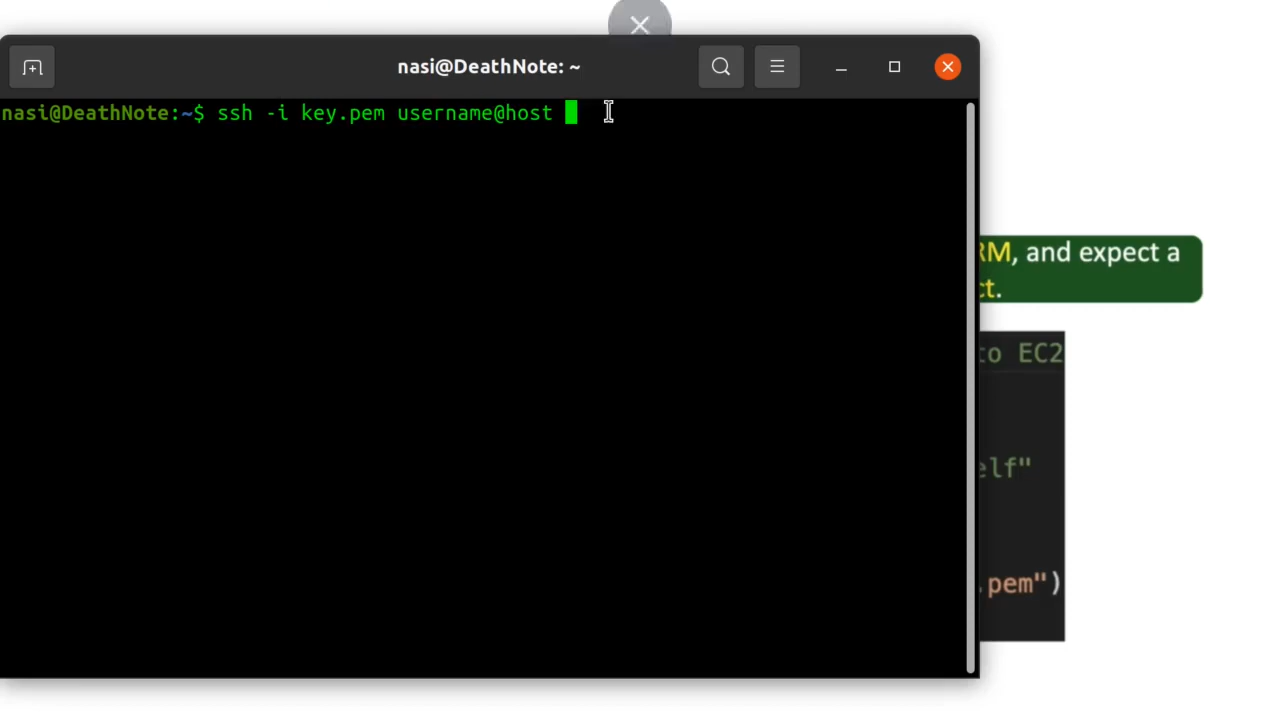 nasi@DeathNote: ~
nasi@DeathNote:~$ ssh -i key.pem username@host
RM, and expect a
ct.
to EC2
elf"
.pem")